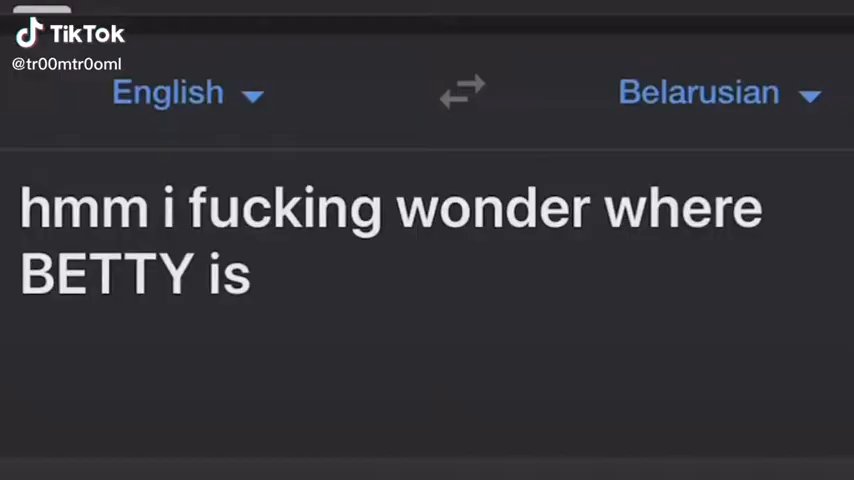 TikTok
@tr00mtr0oml
English
Belarusian
hmm i fucking wonder where
BETTY is